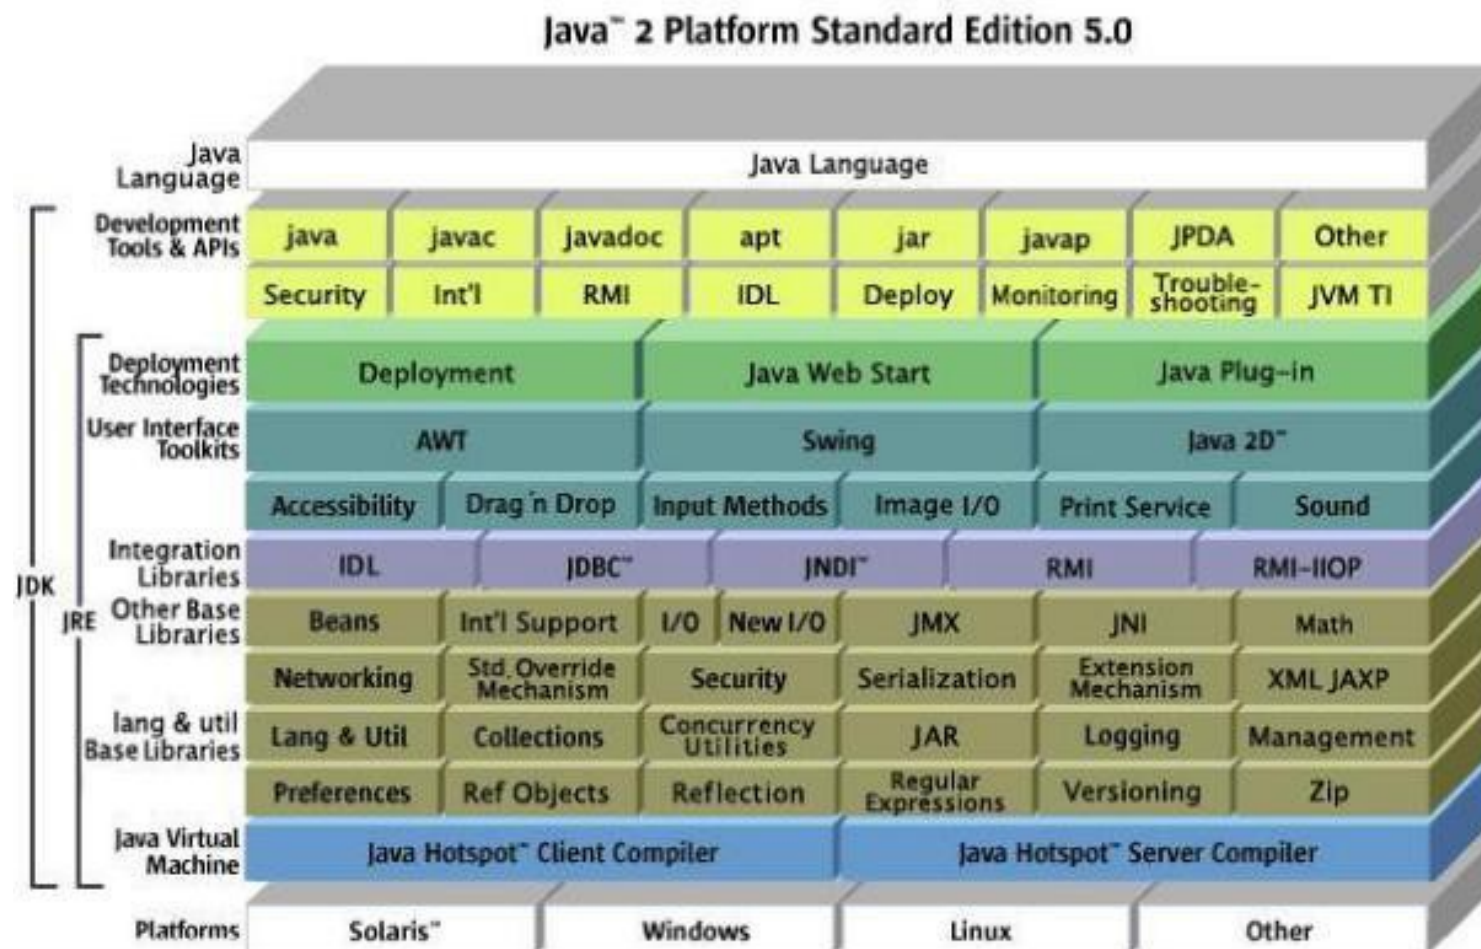 Java™ 2 Platform Standard Edition 5.0
Java
Language
Java Language
Development
Tools & APIs
java javac javadoc apt jar javap JPDA Other
Security Int'l RMI IDL Deploy Monitoring Trouble-
shooting JVM TI
Deployment
Technologies
Deployment Java Web Start Java Plug-in
User Interface
Toolkits
AWT Swing Java 2D™
Accessibility Drag'n Drop Input Methods Image I/O Print Service Sound
Integration
Libraries
IDL JDBC™ JNDI™ RMI RMI-IIOP
JDK
JRE
Other Base
Libraries
Beans Int'l Support I/O New I/O JMX JNI Math
Networking Std. Override
Mechanism Security Serialization Extension
Mechanism XML JAXP
lang & util
Base Libraries
Lang & Util Collections Concurrency
Utilities JAR Logging Management
Preferences Ref Objects Reflection Regular
Expressions Versioning Zip
Java Virtual
Machine
Java Hotspot™ Client Compiler Java Hotspot™ Server Compiler
Platforms
Solaris™ Windows Linux Other